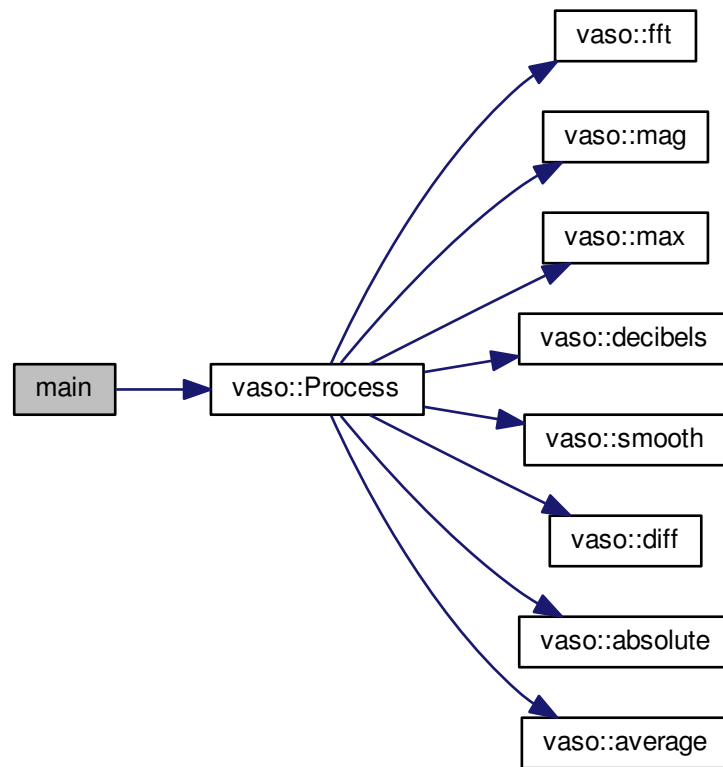 vaso::fft
vaso::mag
vaso::max
vaso::decibels
main
vaso::Process
vaso::smooth
vaso::diff
vaso::absolute
vaso::average